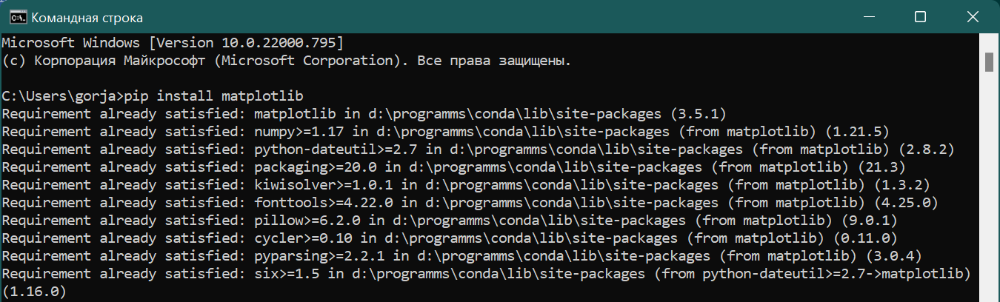 Командная строка
Microsoft Windows [Version 10.0.22000.795]
(c) Корпорация Майкрософт (Microsoft Corporation). Все права защищены.
C:\Users\gorja>pip install matplotlib
Requirement already satisfied: matplotlib in d:\programms\conda\lib\site-packages (3.5.1)
Requirement already satisfied: numpy>=1.17 in d:\programms\conda\lib\site-packages (from matplotlib) (1.21.5)
Requirement already satisfied: python-dateutil>=2.7 in d:\programms\conda\lib\site-packages (from matplotlib) (2.8.2)
Requirement already satisfied: packaging>=20.0 in d:\programms\conda\lib\site-packages (from matplotlib) (21.3)
Requirement already satisfied: kiwisolver>=1.0.1 in d:\programms\conda\lib\site-packages (from matplotlib) (1.3.2)
Requirement already satisfied: fonttools>=4.22.0 in d:\programms\conda\lib\site-packages (from matplotlib) (4.25.0)
Requirement already satisfied: pillow>=6.2.0 in d:\programms\conda\lib\site-packages (from matplotlib) (9.0.1)
Requirement already satisfied: cycler>=0.10 in d:\programms\conda\lib\site-packages (from matplotlib) (0.11.0)
Requirement already satisfied: pyparsing>=2.2.1 in d:\programms\conda\lib\site-packages (from matplotlib) (3.0.4)
Requirement already satisfied: six>=1.5 in d:\programms\conda\lib\site-packages (from python-dateutil>=2.7->matplotlib)
(1.16.0)